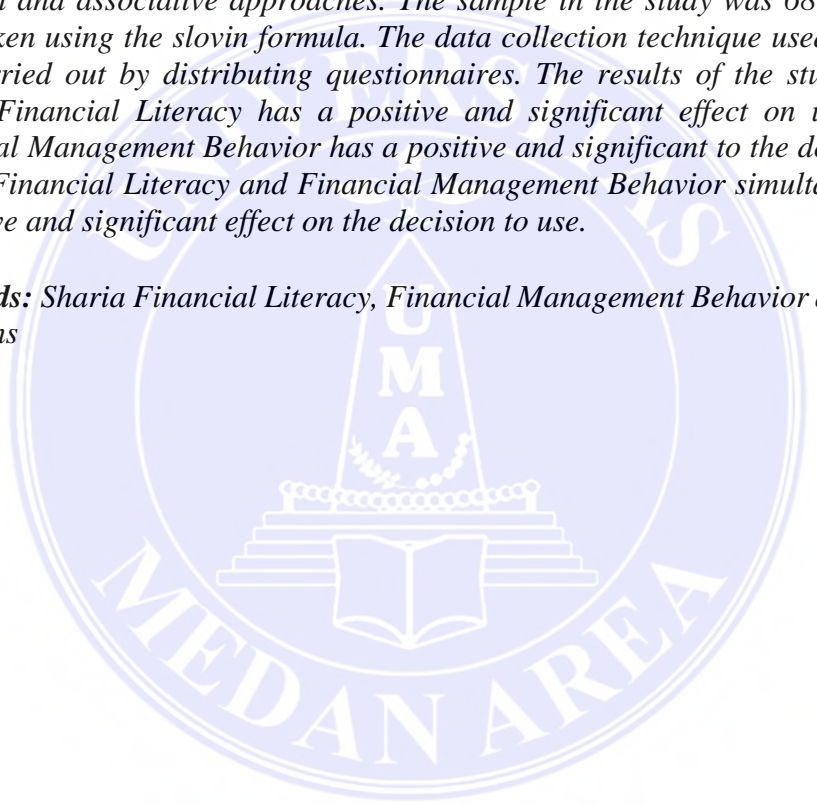 and associative approaches. The sample in the study was 68
ken using the slovin formula. The data collection technique used
rried out by distributing questionnaires. The results of the stu
Financial Literacy has a positive and significant effect on
al Management Behavior has a positive and significant to the de
Financial Literacy and Financial Management Behavior simulta
ve and significant effect on the decision to use.
ds: Sharia Financial Literacy, Financial Management Behavior
ns
UNIVERSITAS
UMA
MEDAN AREA